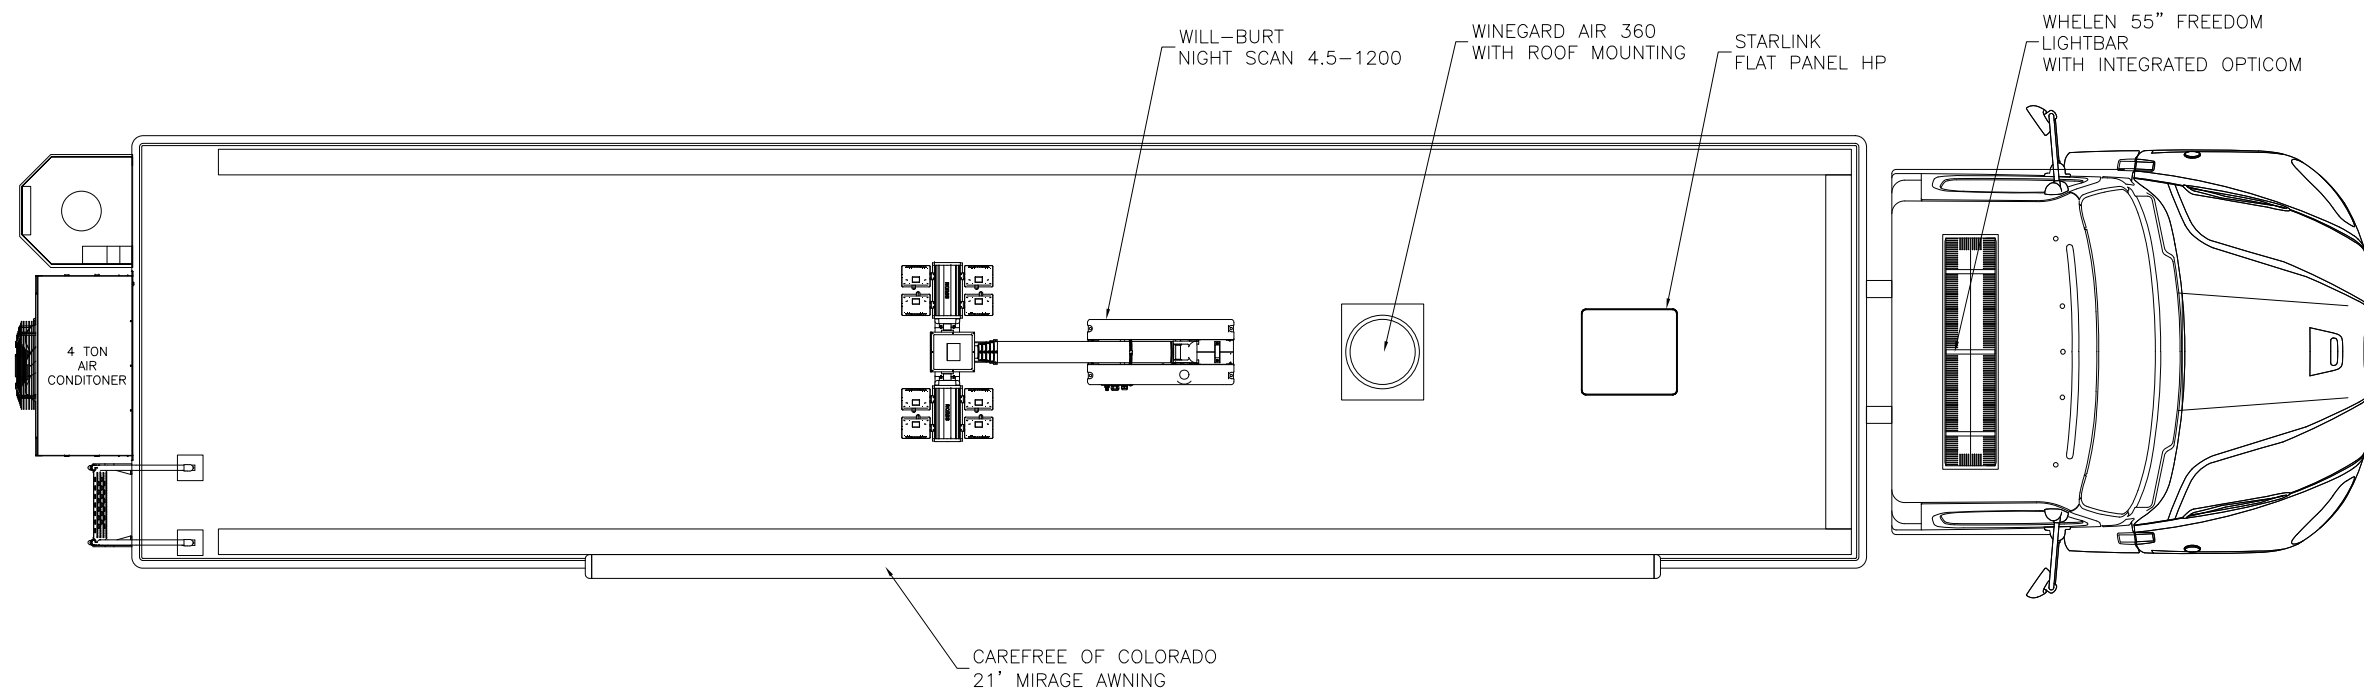 WILL-BURT
NIGHT SCAN 4.5-1200
WINEGARD AIR 360
WITH ROOF MOUNTING
STARLINK
FLAT PANEL HP
WHELEN 55" FREEDOM
LIGHTBAR
WITH INTEGRATED OPTICOM
4 TON
AIR
CONDITONER
CAREFREE OF COLORADO
21' MIRAGE AWNING